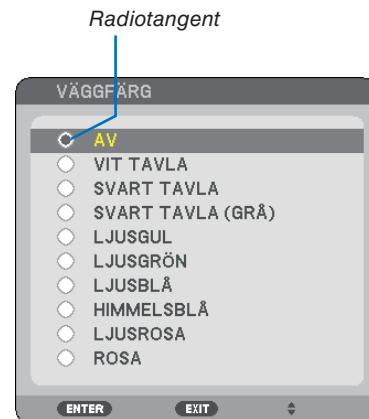 Radiotangent
VÄGGFÄRG
AV
VIT TAVLA
SVART TAVLA
SVART TAVLA (GRÅ)
LJUSGUL
LJUSGRÖN
LJUSBLÅ
HIMMELSBLÅ
LJUSROSA
ROSA
ENTER EXIT